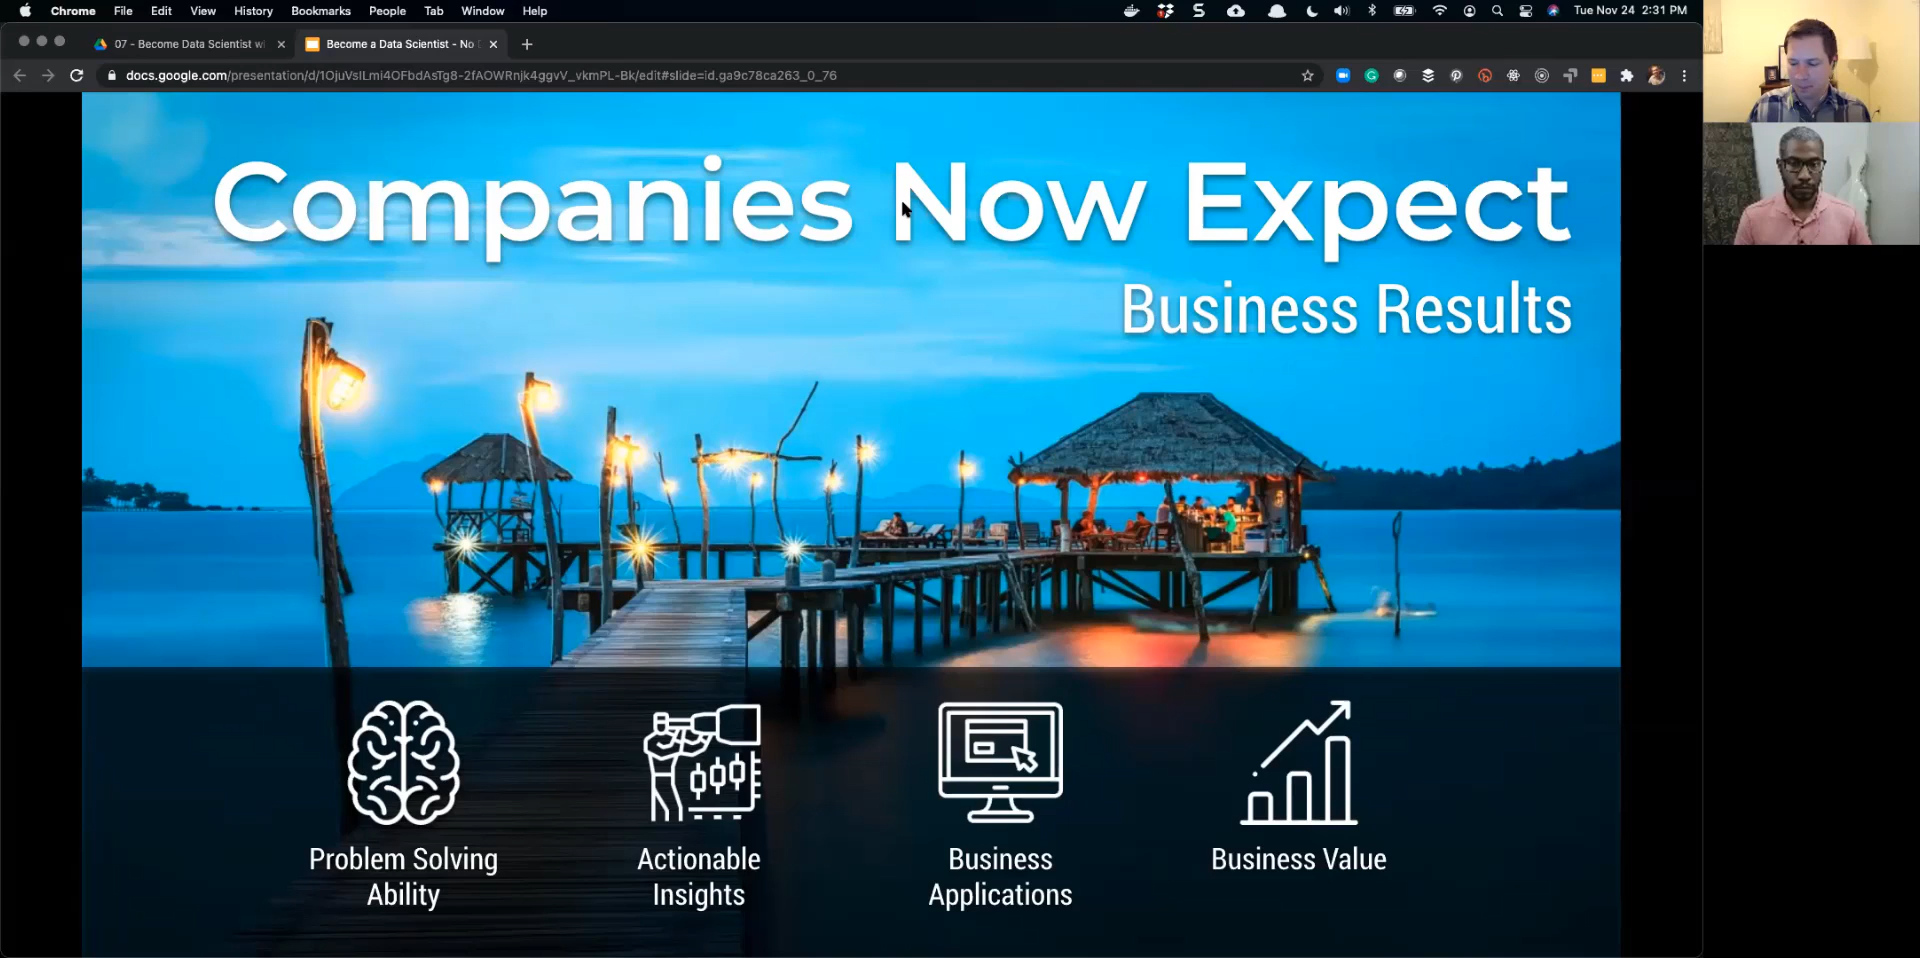 Chrome File Edit View History Bookmarks People Tab Window Help Tue Nov 24 2:31 PM
07 - Become Data Scientist w Become a Data Scientist - No
docs.google.com/presentation/d/1OjuVsILmi4OFbdAsTg8-2fAOWRnjk4ggvV_vkmPL-Bk/edit#slide=id.ga9c78ca263_0_76
Companies Now Expect
Business Results
Problem Solving
Ability
Actionable
Insights
Business
Applications
Business Value